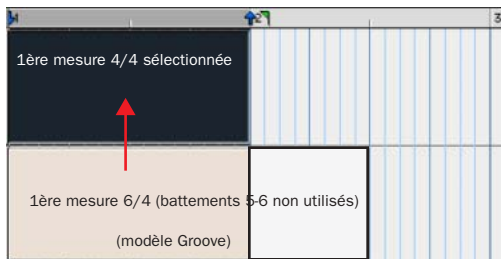 2
3
1ère mesure 4/4 sélectionnée
1ère mesure 6/4 (battements 5-6 non utilisés)
(modèle Groove)